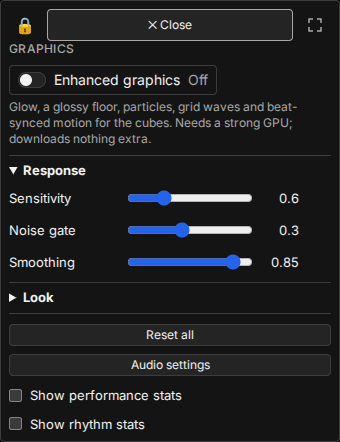 Close
GRAPHICS
Enhanced graphics Off
Glow, a glossy floor, particles, grid waves and beat-
synced motion for the cubes. Needs a strong GPU;
downloads nothing extra.
Response
Sensitivity 0.6
Noise gate 0.3
Smoothing 0.85
Look
Reset all
Audio settings
Show performance stats
Show rhythm stats